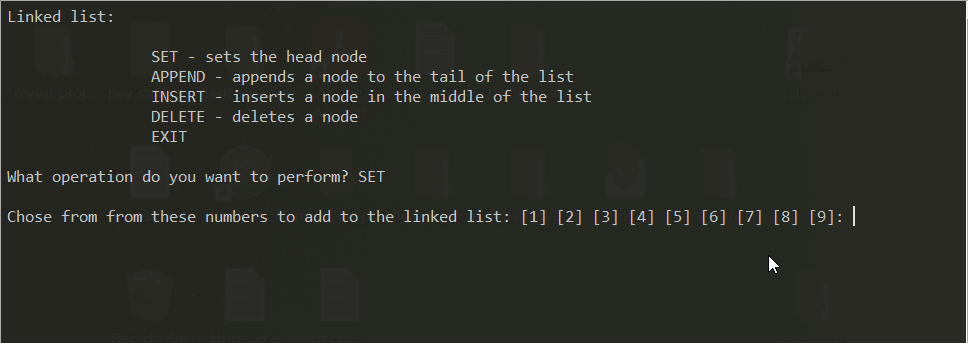 Linked list:
SET - sets the head node
APPEND - appends a node to the tail of the list
INSERT - inserts a node in the middle of the list
DELETE - deletes a node
EXIT
What operation do you want to perform? SET
Chose from from these numbers to add to the linked list: [1] [2] [3] [4] [5] [6] [7] [8] [9]: